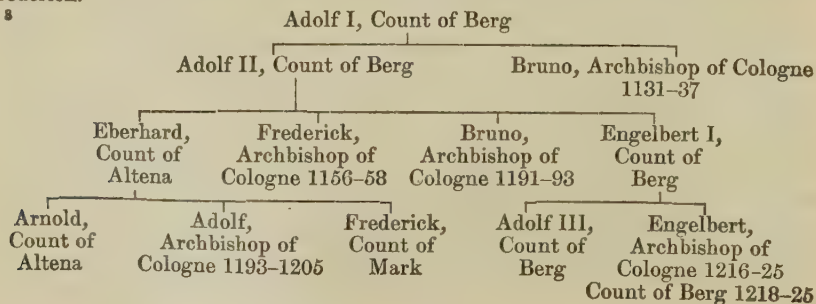 8
Adolf I, Count of Berg
Adolf II, Count of Berg
Bruno, Archbishop of Cologne
1131–37
Eberhard,
Count of
Altena
Frederick,
Archbishop of
Cologne 1156–58
Bruno,
Archbishop of
Cologne 1191–93
Engelbert I,
Count of
Berg
Arnold,
Count of
Altena
Adolf,
Archbishop of
Cologne 1193–1205
Frederick,
Count of
Mark
Adolf III,
Count of
Berg
Engelbert,
Archbishop of
Cologne 1216–25
Count of Berg 1218–25